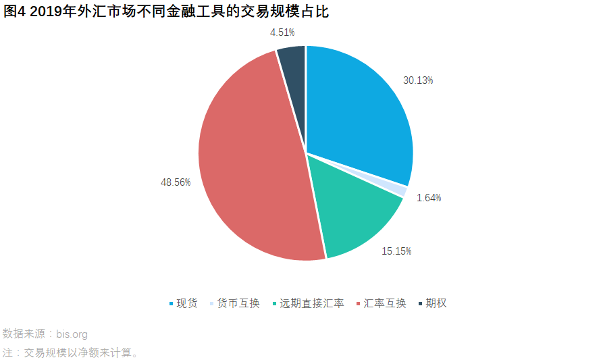 图4 2019年外汇市场不同金融工具的交易规模占比
4.51%
30.13%
48.56%
1.64%
15.15%
现货 货币互换 远期直接汇率 汇率互换 期权
数据来源：bis.org
注：交易规模以净额来计算。